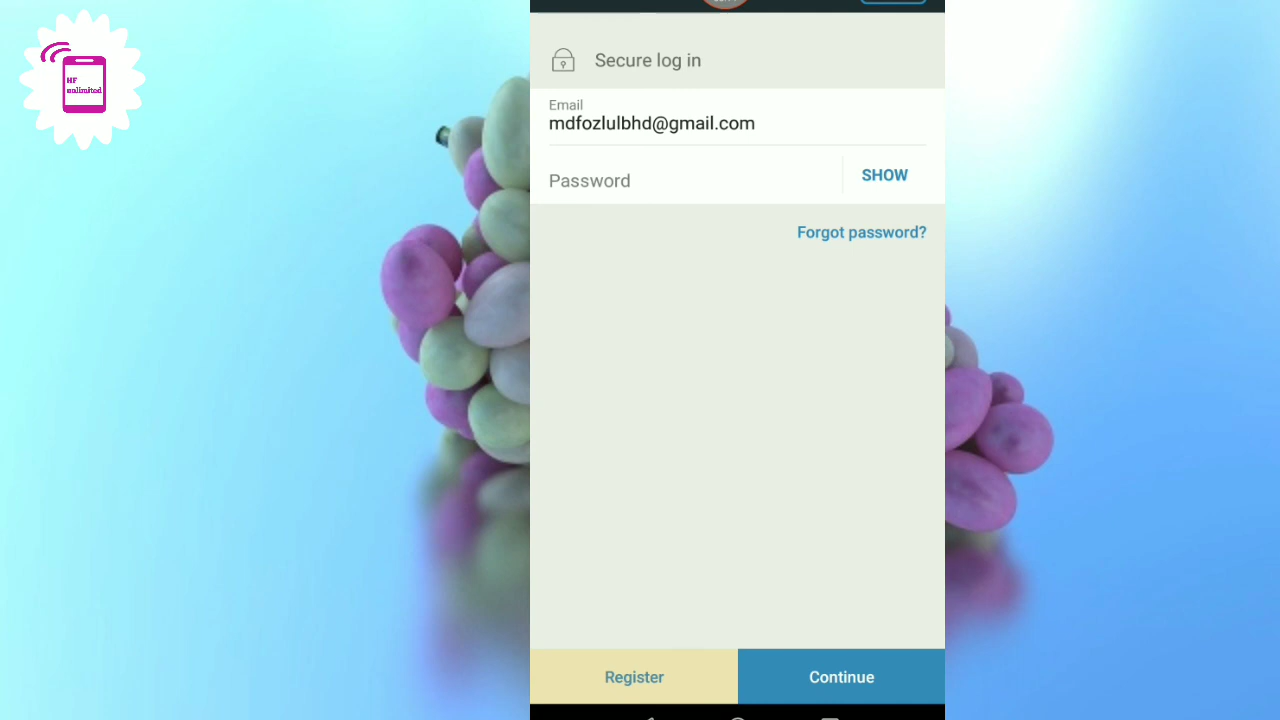 HF
unlimited
Secure log in
Email
mdfozlulbhd@gmail.com
Password
SHOW
Forgot password?
Register
Continue